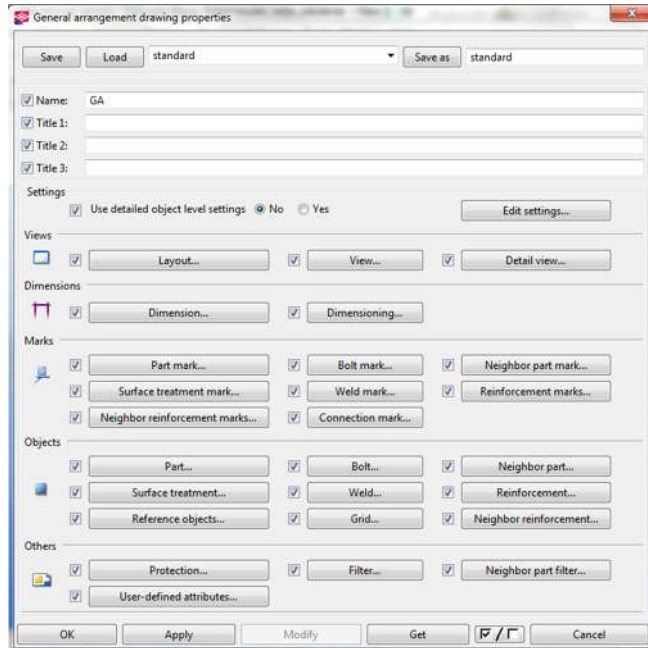 General arrangement drawing properties
Save Load standard Save as standard
Name: GA
Title 1:
Title 2:
Title 3:
Settings
Use detailed object level settings No Yes Edit settings...
Views
Layout... View... Detail view...
Dimensions
Dimension... Dimensioning...
Marks
Part mark... Bolt mark... Neighbor part mark...
Surface treatment mark... Weld mark... Reinforcement marks...
Neighbor reinforcement marks... Connection mark...
Objects
Part... Bolt... Neighbor part...
Surface treatment... Weld... Reinforcement...
Reference objects... Grid... Neighbor reinforcement...
Others
Protection... Filter... Neighbor part filter...
User-defined attributes...
OK Apply Modify Get / Cancel